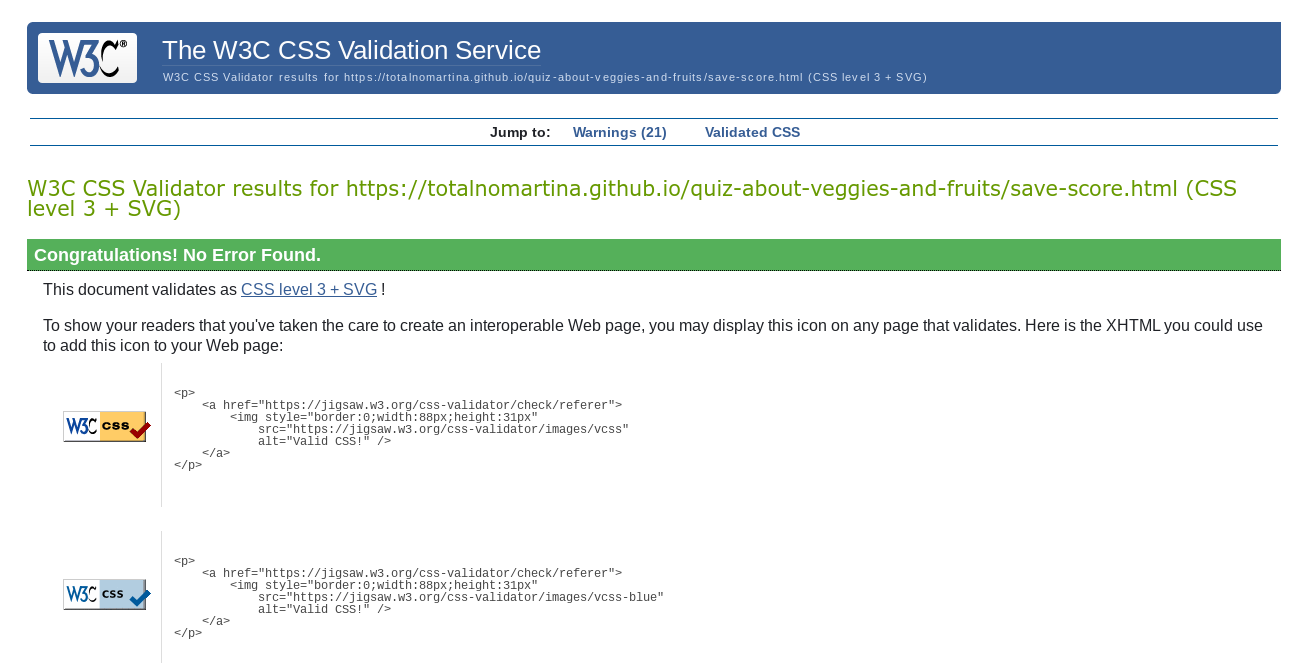 W3C®
The W3C CSS Validation Service
W3C CSS Validator results for https://totalnomartina.github.io/quiz-about-veggies-and-fruits/save-score.html (CSS level 3 + SVG)
Jump to: Warnings (21) Validated CSS
W3C CSS Validator results for https://totalnomartina.github.io/quiz-about-veggies-and-fruits/save-score.html (CSS
level 3 + SVG)
Congratulations! No Error Found.
This document validates as CSS level 3 + SVG !
To show your readers that you've taken the care to create an interoperable Web page, you may display this icon on any page that validates. Here is the XHTML you could use
to add this icon to your Web page:
W3C css
<p>
<a href="https://jigsaw.w3.org/css-validator/check/referer">
<img style="border:0;width:88px;height:31px"
src="https://jigsaw.w3.org/css-validator/images/vcss"
alt="Valid CSS!" />
</a>
</p>
W3C css
<p>
<a href="https://jigsaw.w3.org/css-validator/check/referer">
<img style="border:0;width:88px;height:31px"
src="https://jigsaw.w3.org/css-validator/images/vcss-blue"
alt="Valid CSS!" />
</a>
</p>